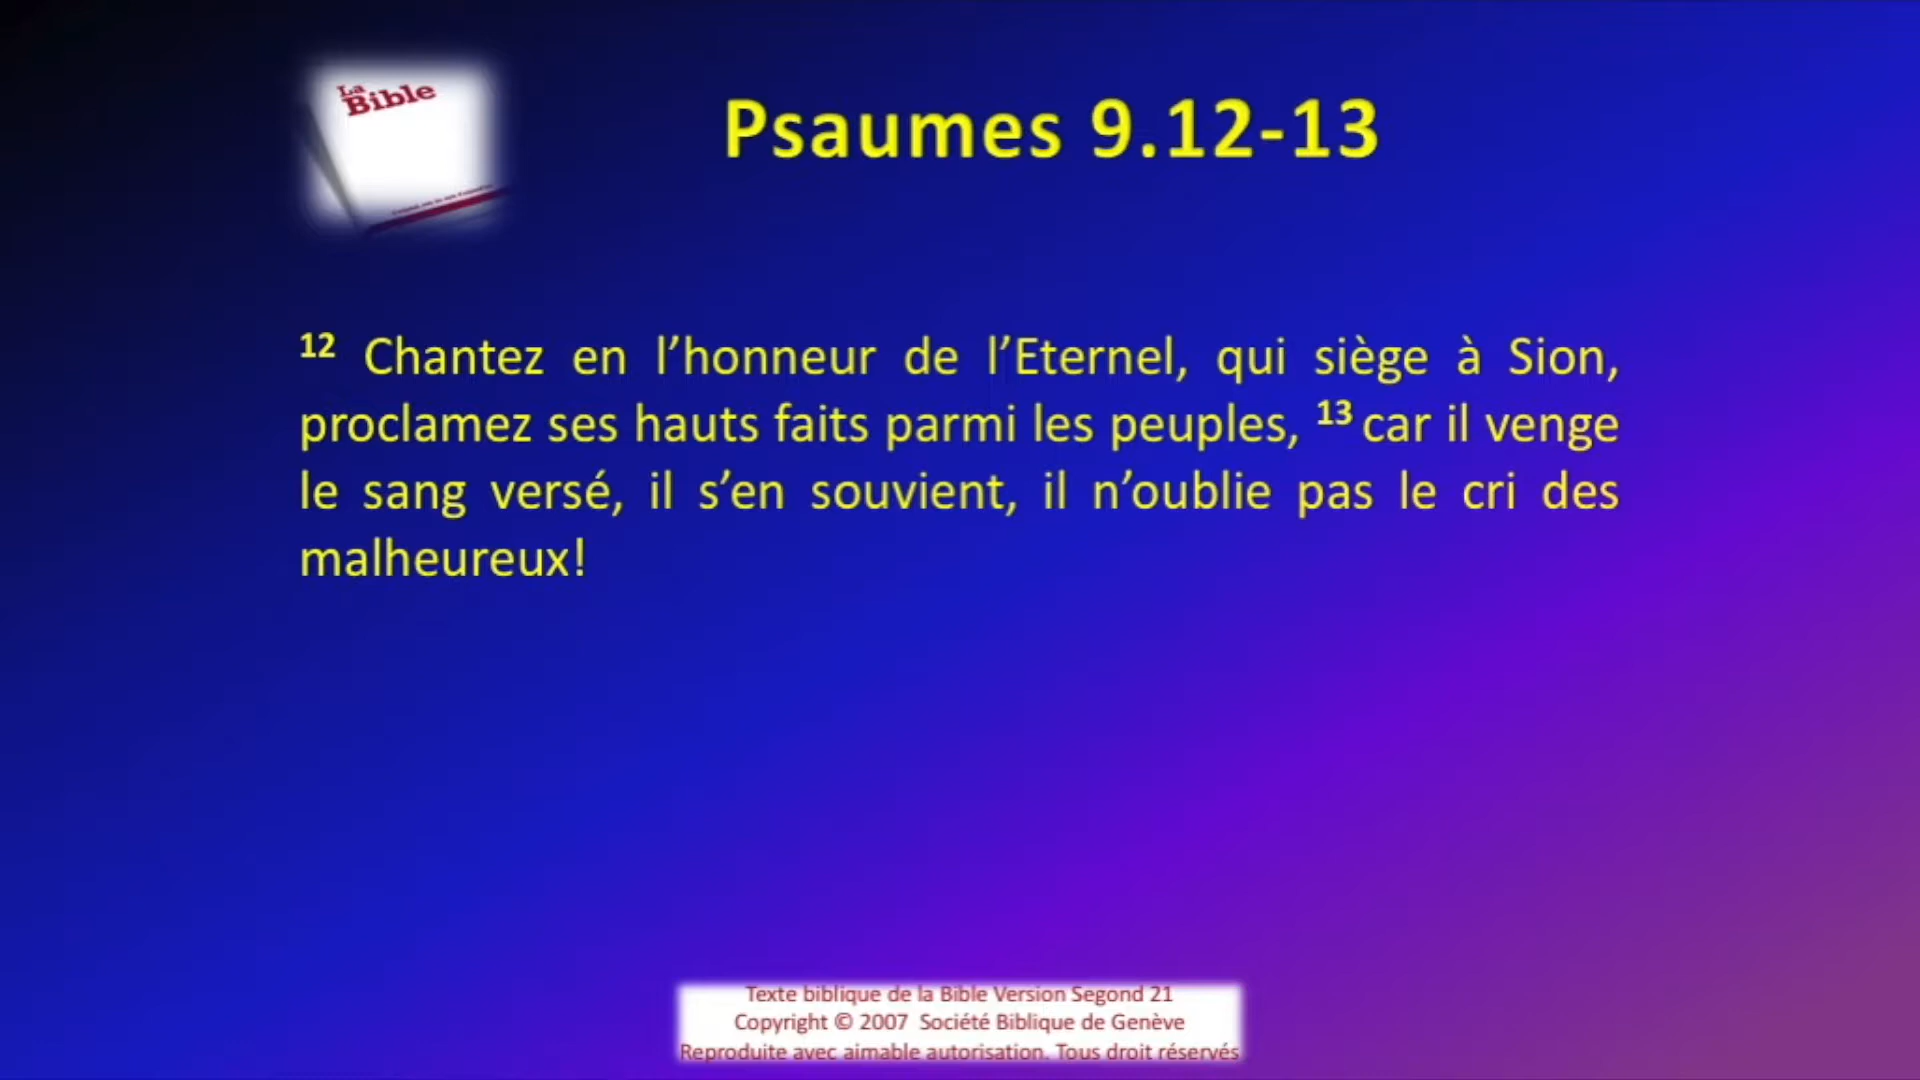 La
Bible
Psaumes 9.12-13
12 Chantez en l’honneur de l’Eternel, qui siège à Sion,
proclamez ses hauts faits parmi les peuples, 13 car il venge
le sang versé, il s’en souvient, il n’oublie pas le cri des
malheureux!
Texte biblique de la Bible Version Segond 21
Copyright © 2007 Société Biblique de Genève
Reproduite avec aimable autorisation. Tous droit réservés